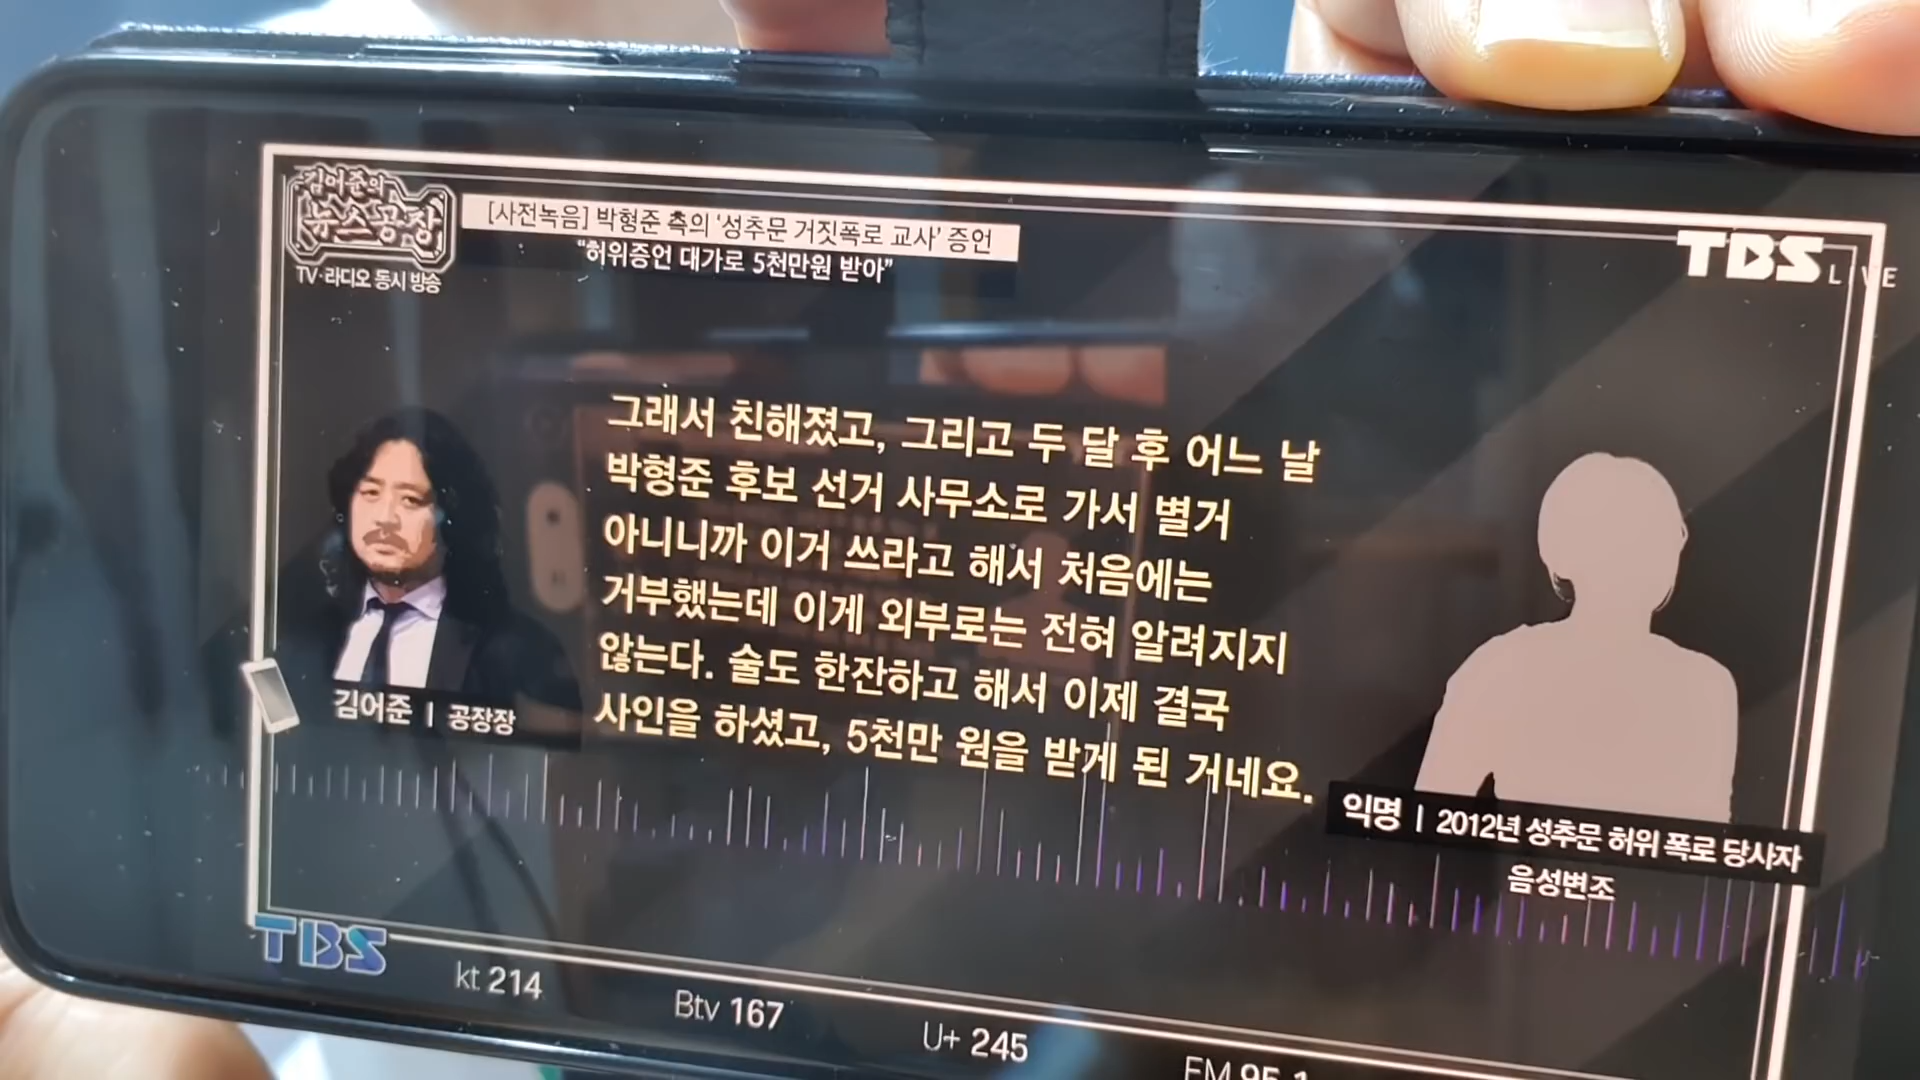 김어준의
뉴스공장
TV·라디오 동시 방송
[사전녹음] 박형준 측의 '성추문 거짓폭로 교사' 증언
"허위증언 대가로 5천만원 받아"
TBS LIVE
그래서 친해졌고, 그리고 두 달 후 어느 날
박형준 후보 선거 사무소로 가서 별거
아니니까 이거 쓰라고 해서 처음에는
거부했는데 이게 외부로는 전혀 알려지지
않는다. 술도 한잔하고 해서 이제 결국
사인을 하셨고, 5천만 원을 받게 된 거네요.
김어준 | 공장장
익명 | 2012년 성추문 허위 폭로 당사자
음성변조
TBS
kt 214
Btv 167
U+ 245
FM 95.1